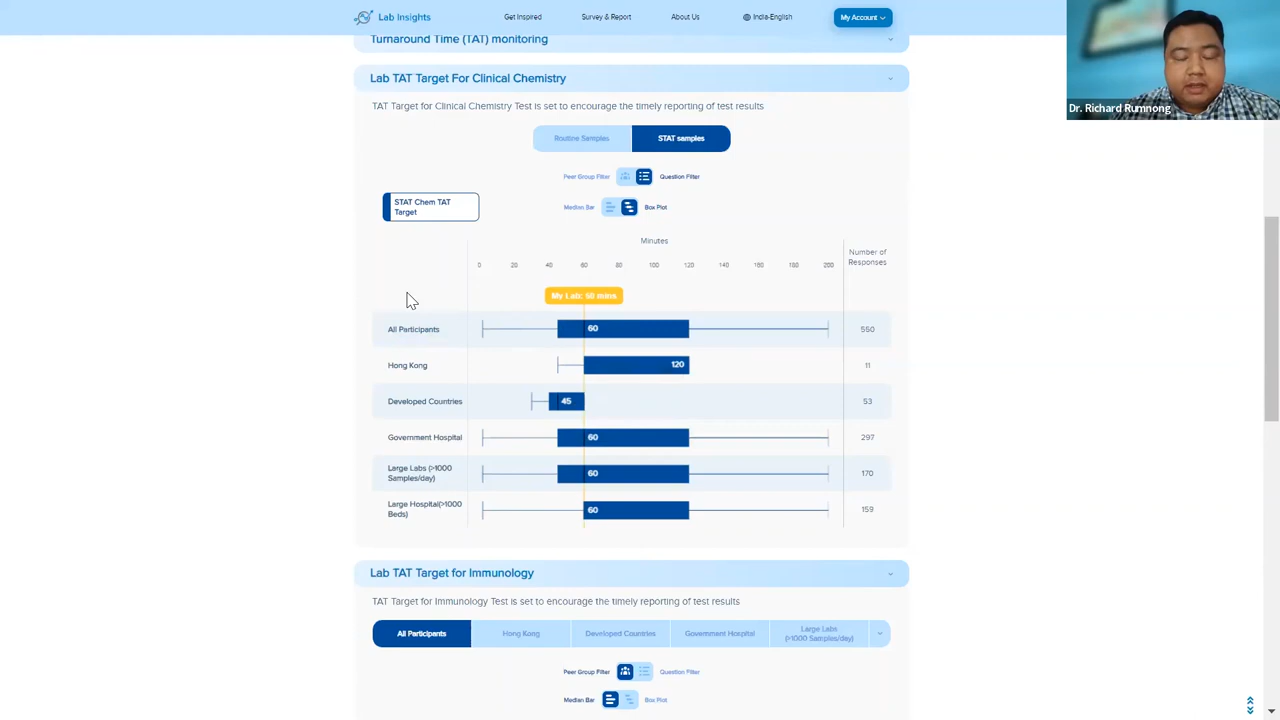 Lab Insights
Get Inspired
Survey & Report
About Us
India-English
My Account
Dr. Richard Rumnong
Turnaround Time (TAT) monitoring
Lab TAT Target For Clinical Chemistry
TAT Target for Clinical Chemistry Test is set to encourage the timely reporting of test results
Routine Samples
STAT samples
Peer Group Filter
Question Filter
Median Bar
Box Plot
STAT Chem TAT
Target
Minutes
Number of
Responses
0 20 40 60 80 100 120 140 160 180 200
My Lab: 60 mins
All Participants 60 550
Hong Kong 120 11
Developed Countries 45 53
Government Hospital 60 297
Large Labs (>1000
Samples/day) 60 170
Large Hospital(>1000
Beds) 60 159
Lab TAT Target for Immunology
TAT Target for Immunology Test is set to encourage the timely reporting of test results
All Participants
Hong Kong
Developed Countries
Government Hospital
Large Labs
(>1000 Samples/day)
Peer Group Filter
Question Filter
Median Bar
Box Plot